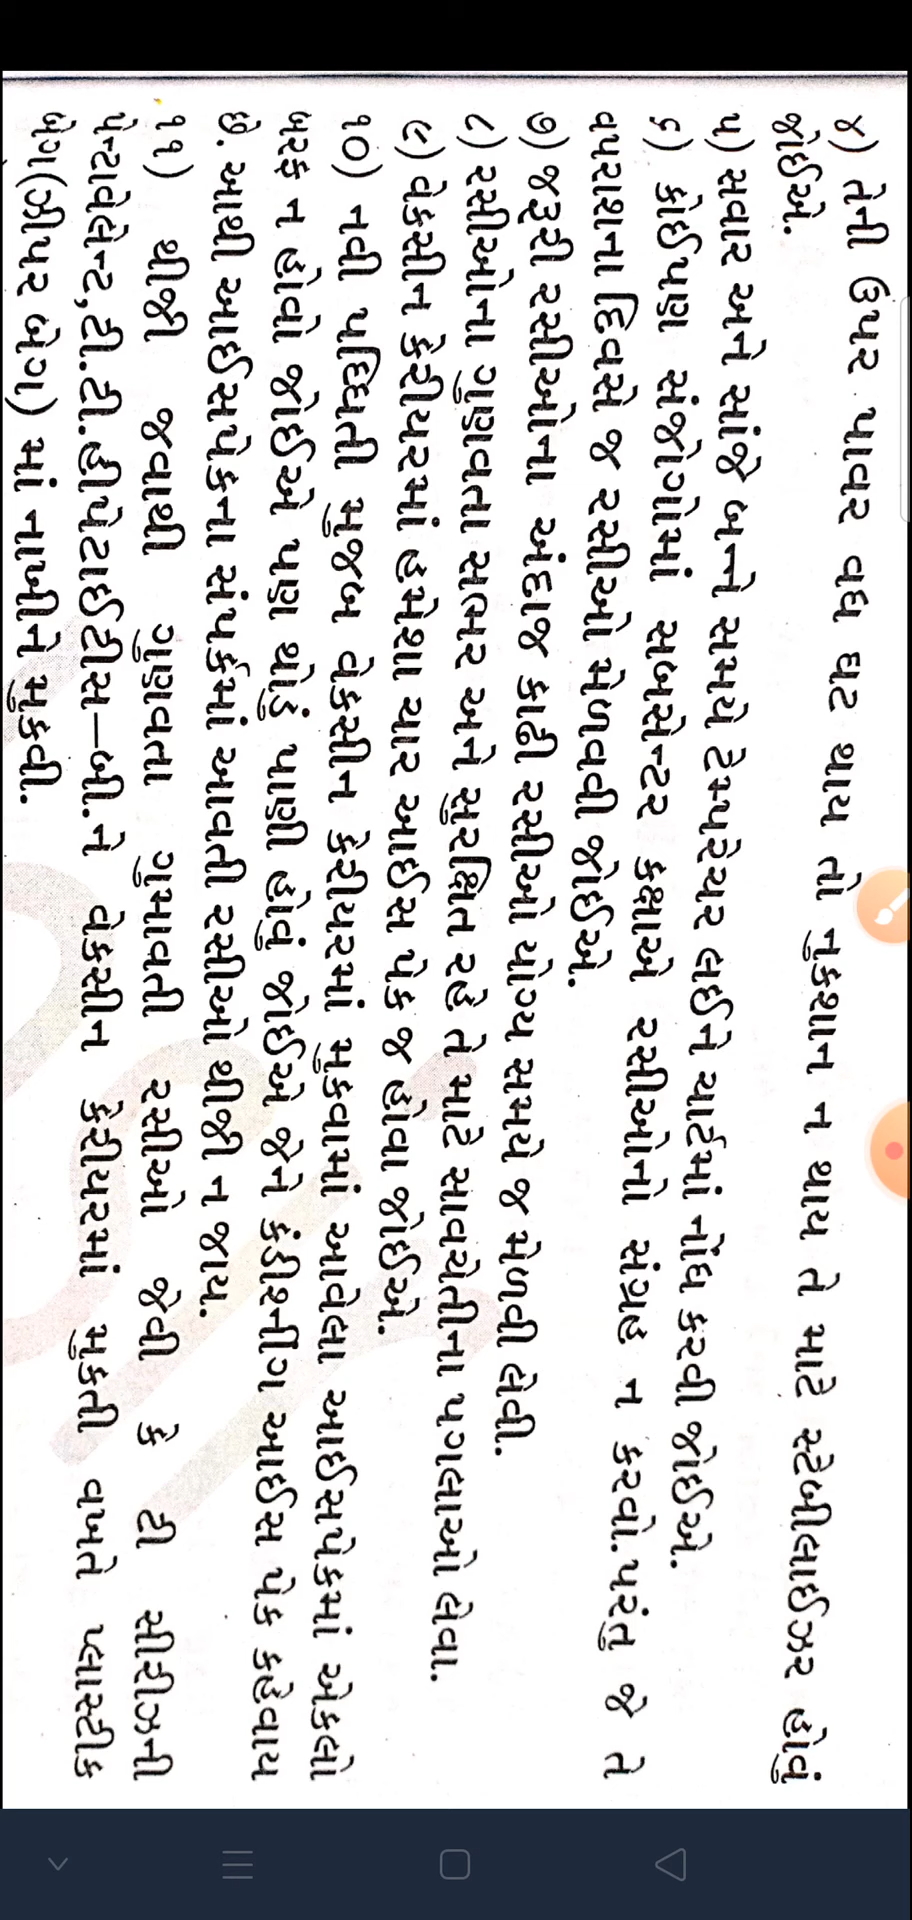 ૪) તેની ઉપર પાવર વધ ઘટ થાય તો નુકશાન ન થાય તે માટે સ્ટેબીલાઈઝર હોવું
જોઈએ.
૫) સવાર અને સાંજે બન્ને સમયે ટેમ્પરેચર લઈને ચાર્ટમાં નોંધ કરવી જોઈએ.
૬) કોઈપણ સંજોગોમાં સબસેન્ટર કક્ષાએ રસીઓનો સંગ્રહ ન કરવો.પરંતુ જે તે
વપરાશના દિવસે જ રસીઓ મેળવવી જોઈએ.
૭) જરૂરી રસીઓના અંદાજ કાઢી રસીઓ યોગ્ય સમયે જ મેળવી લેવી.
૮) રસીઓના ગુણવતા સભર અને સુરક્ષિત રહે તે માટે સાવચેતીના પગલાઓ લેવા.
૯) વેકસીન કેરીયરમાં હમેશા ચાર આઈસ પેક જ હોવા જોઈએ.
૧૦) નવી પધ્ધિતી મુજબ વેકસીન કેરીયરમાં મુકવામાં આવેલા આઈસપેકમાં એકલો
બરફ ન હોવો જોઈએ પણ થોડું પાણી હોવું જોઈએ જેને કંડીશ્નીગ આઈસ પેક કહેવાય
છે. આથી આઈસપેકના સંપર્કમાં આવતી રસીઓ થીજી ન જાય.
૧૧) થીજી જવાથી ગુણવતા ગુમાવતી રસીઓ જેવી કે ટી સીરીઝની
પેન્ટાવેલેન્ટ,ટી.ટી.હીપેટાઈટીસ—બી.ને વેકસીન કેરીયરમાં મુકતી વખતે પ્લાસ્ટીક
બેગ(ઝીપર બેગ) માં નાખીને મુકવી.